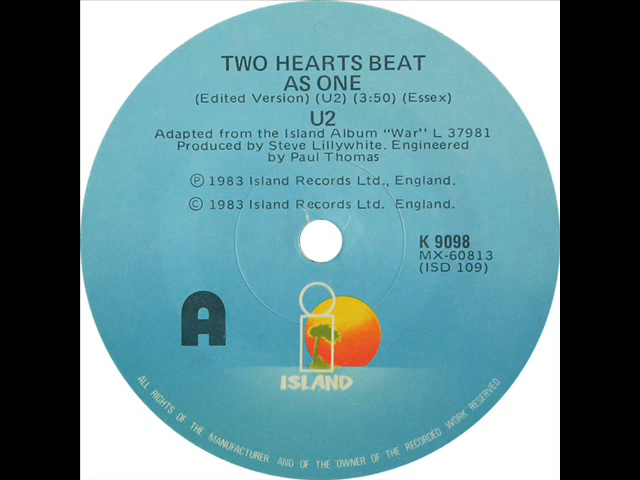 TWO HEARTS BEAT
AS ONE
(Edited Version) (U2) (3:50) (Essex)
U2
Adapted from the Island Album "War" L 37981
Produced by Steve Lillywhite. Engineered
by Paul Thomas
Ⓟ 1983 Island Records Ltd., England.
© 1983 Island Records Ltd. England.
K 9098
MX-60813
(ISD 109)
A
ISLAND
ALL RIGHTS OF THE MANUFACTURER AND OF THE OWNER OF THE RECORDED WORK RESERVED